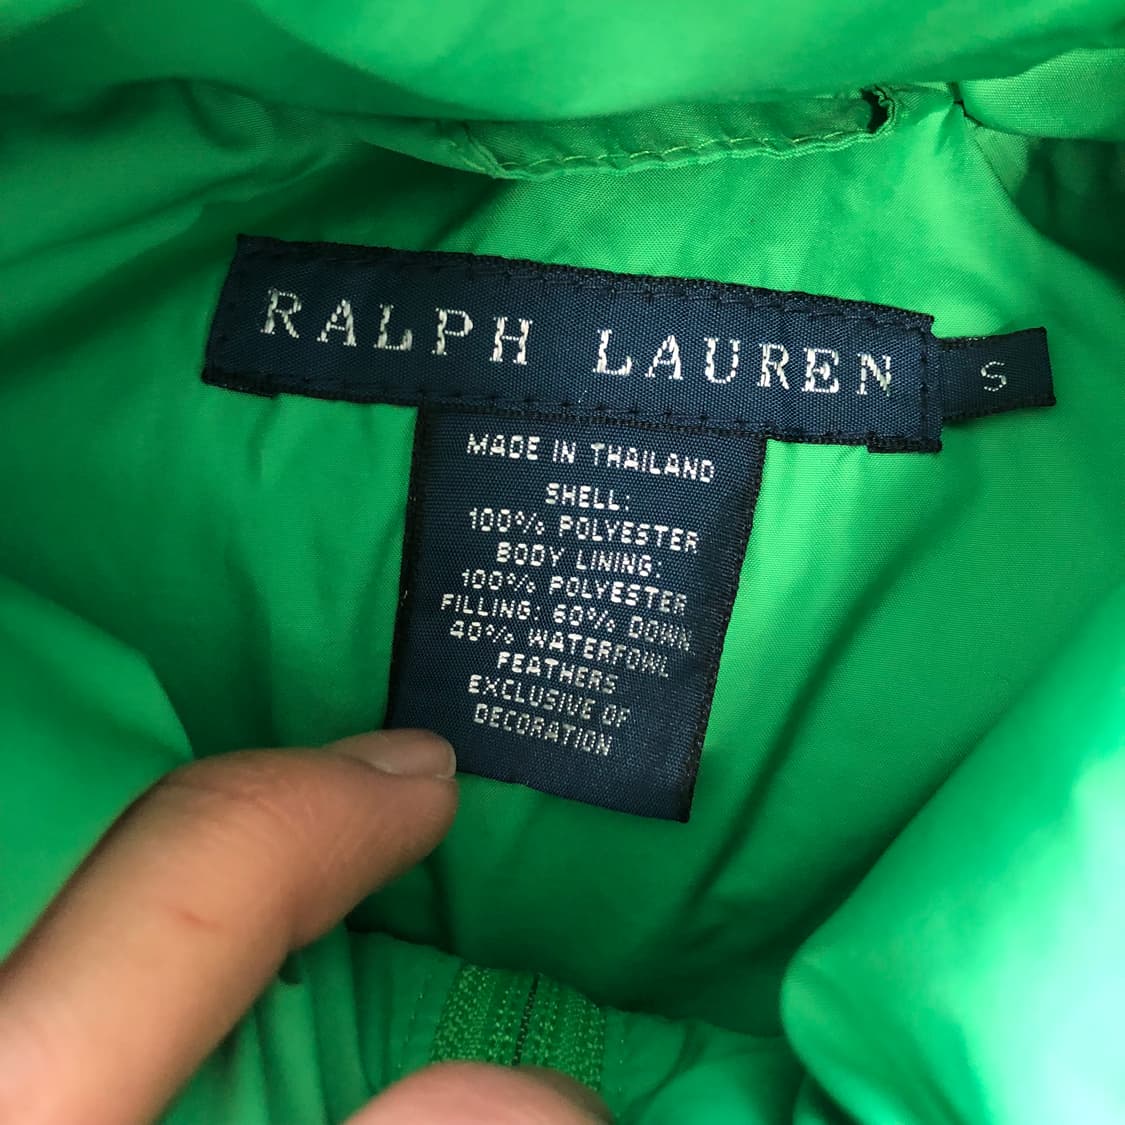 RALPH LAUREN
S
MADE IN THAILAND
SHELL:
100% POLYESTER
BODY LINING:
100% POLYESTER
FILLING: 60% DOWN
40% WATERFOWL
FEATHERS
EXCLUSIVE OF
DECORATION